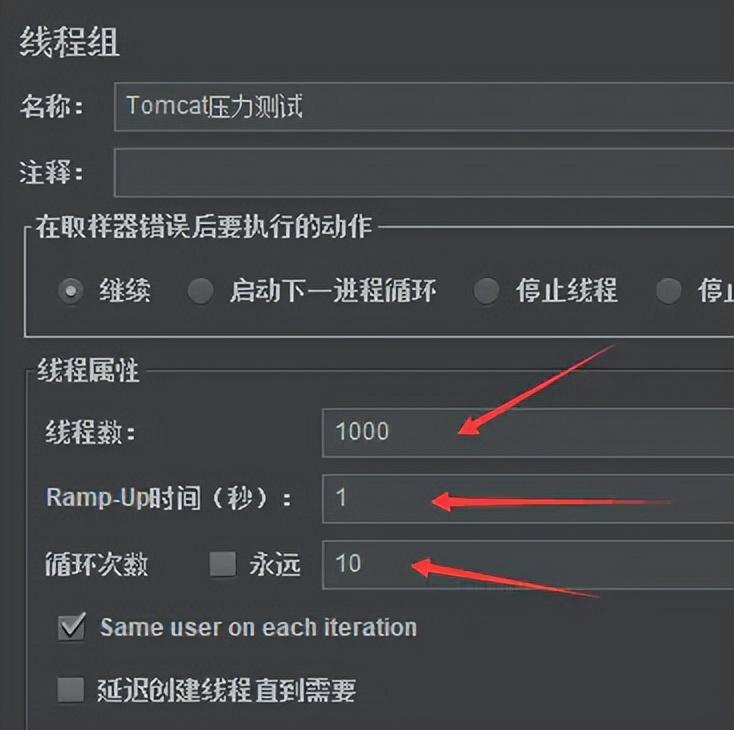 线程组
名称： Tomcat压力测试
注释：
在取样器错误后要执行的动作
继续 启动下一进程循环 停止线程 停止
线程属性
线程数： 1000
Ramp-Up时间（秒）： 1
循环次数 永远 10
Same user on each iteration
延迟创建线程直到需要